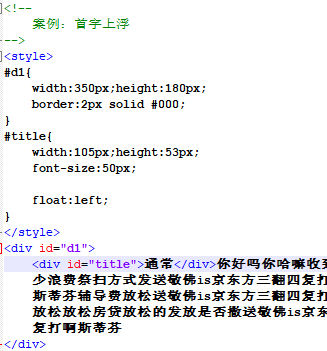 <!--
案例：首字上浮
-->
<style>
#d1{
width:350px;height:180px;
border:2px solid #000;
}
#title{
width:105px;height:53px;
font-size:50px;
float:left;
}
</style>
<div id="d1">
<div id="title">通常</div>你好吗你哈嘛收到
少浪费祭扫方式发送敬佛is京东方三翻四复打
斯蒂芬辅导费放松送敬佛is京东方三翻四复打
放松放松房贷放松的发放是否撒送敬佛is京东
复打啊斯蒂芬
</div>